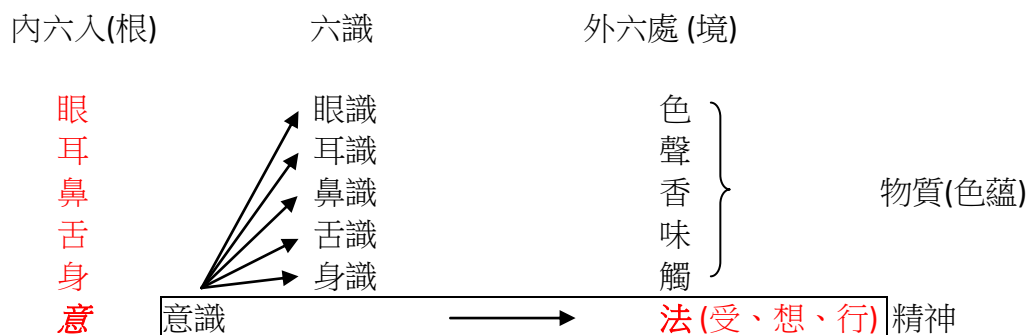 內六入(根) 六識 外六處 (境)
眼 眼識 色
耳 耳識 聲
鼻 鼻識 香 物質(色蘊)
舌 舌識 味
身 身識 觸
意 意識 法 (受、想、行) 精神